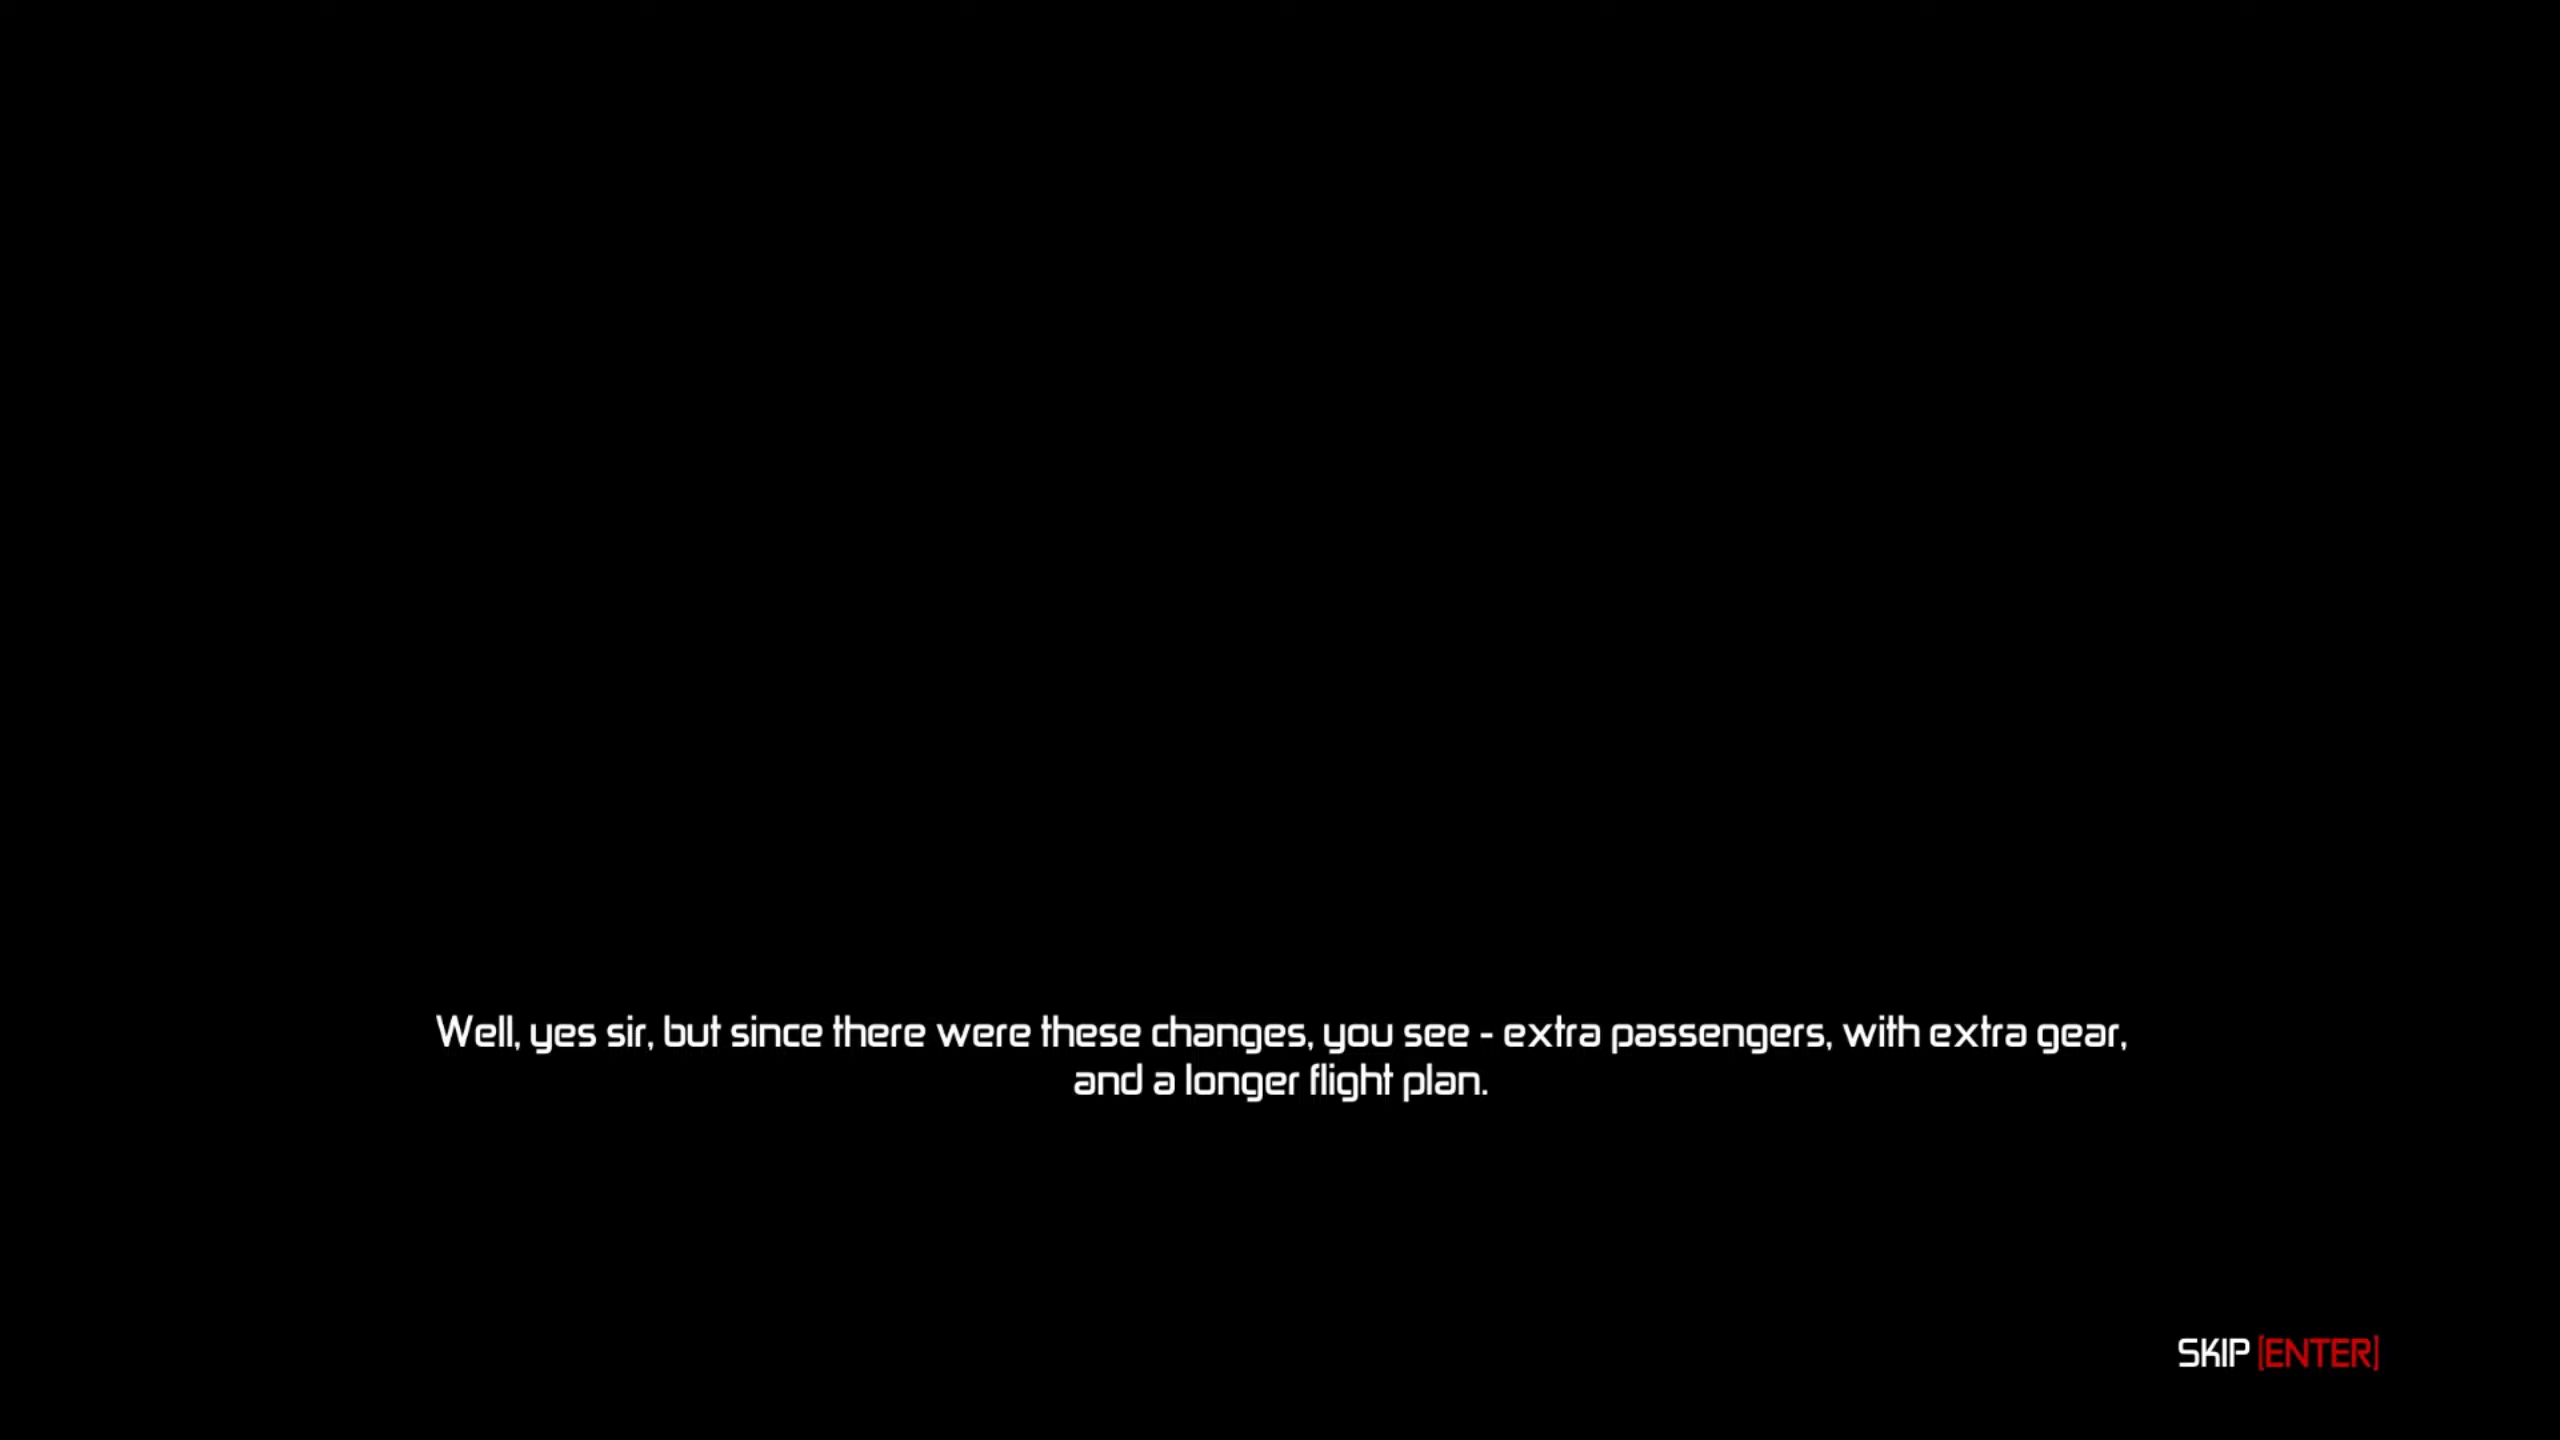 Well, yes sir, but since there were these changes, you see - extra passengers, with extra gear,
and a longer flight plan.
SKIP [ENTER]